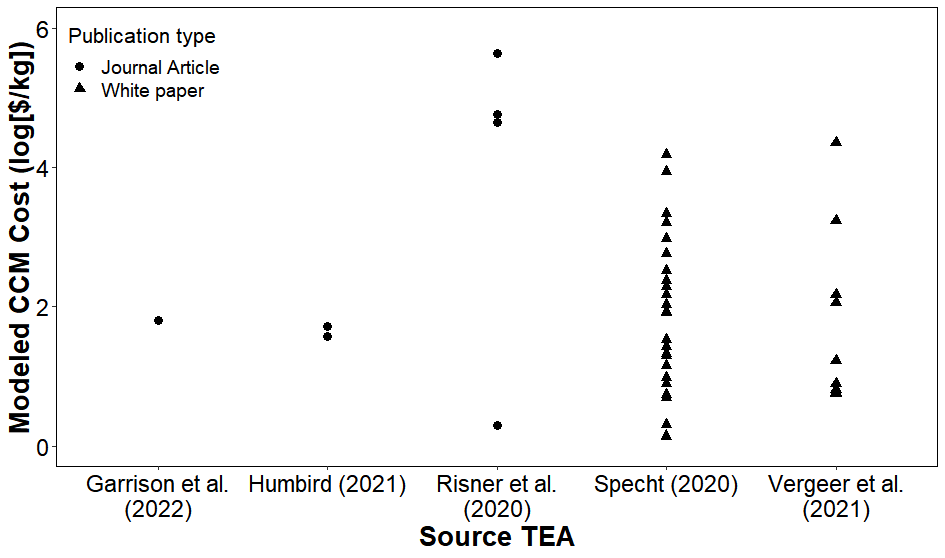 Modeled CCM Cost (log[$/kg])
6
4
2
0
Publication type
Journal Article
White paper
Garrison et al.
(2022)
Humbird (2021)
Risner et al.
(2020)
Specht (2020)
Vergeer et al.
(2021)
Source TEA